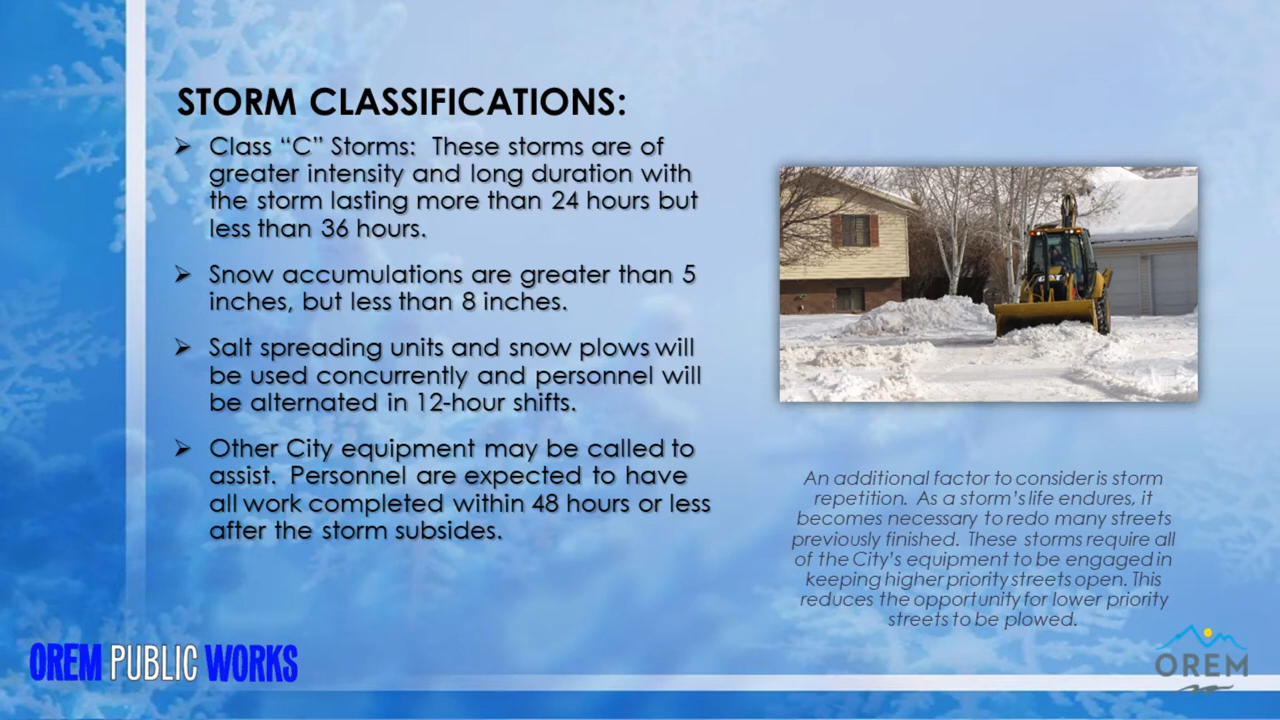 STORM CLASSIFICATIONS:
➢ Class “C” Storms: These storms are of
greater intensity and long duration with
the storm lasting more than 24 hours but
less than 36 hours.
➢ Snow accumulations are greater than 5
inches, but less than 8 inches.
➢ Salt spreading units and snow plows will
be used concurrently and personnel will
be alternated in 12-hour shifts.
➢ Other City equipment may be called to
assist. Personnel are expected to have
all work completed within 48 hours or less
after the storm subsides.
An additional factor to consider is storm
repetition. As a storm's life endures, it
becomes necessary to redo many streets
previously finished. These storms require all
of the City's equipment to be engaged in
keeping higher priority streets open. This
reduces the opportunity for lower priority
streets to be plowed.
OREM PUBLIC WORKS
OREM